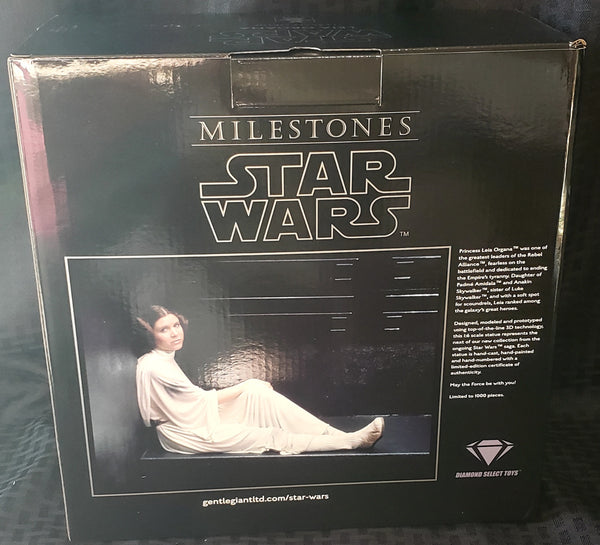 MILESTONES
STAR
WARS™
Princess Leia Organa™ was one of
the greatest leaders of the Rebel
Alliance™, fearless on the
battlefield and dedicated to ending
the Empire's tyranny. Daughter of
Padmé Amidala™ and Anakin
Skywalker™, sister of Luke
Skywalker™, and with a soft spot
for scoundrels, Leia ranked among
the galaxy's great heroes.
Designed, modeled and prototyped
using top-of-the-line 3D technology,
this 1:6 scale statue represents the
next of our new collection from the
ongoing Star Wars™ saga. Each
statue is hand-cast, hand-painted
and hand-numbered with a
limited-edition certificate of
authenticity.
May the Force be with you!
Limited to 1000 pieces.
DIAMOND SELECT TOYS™
gentlegiantltd.com/star-wars